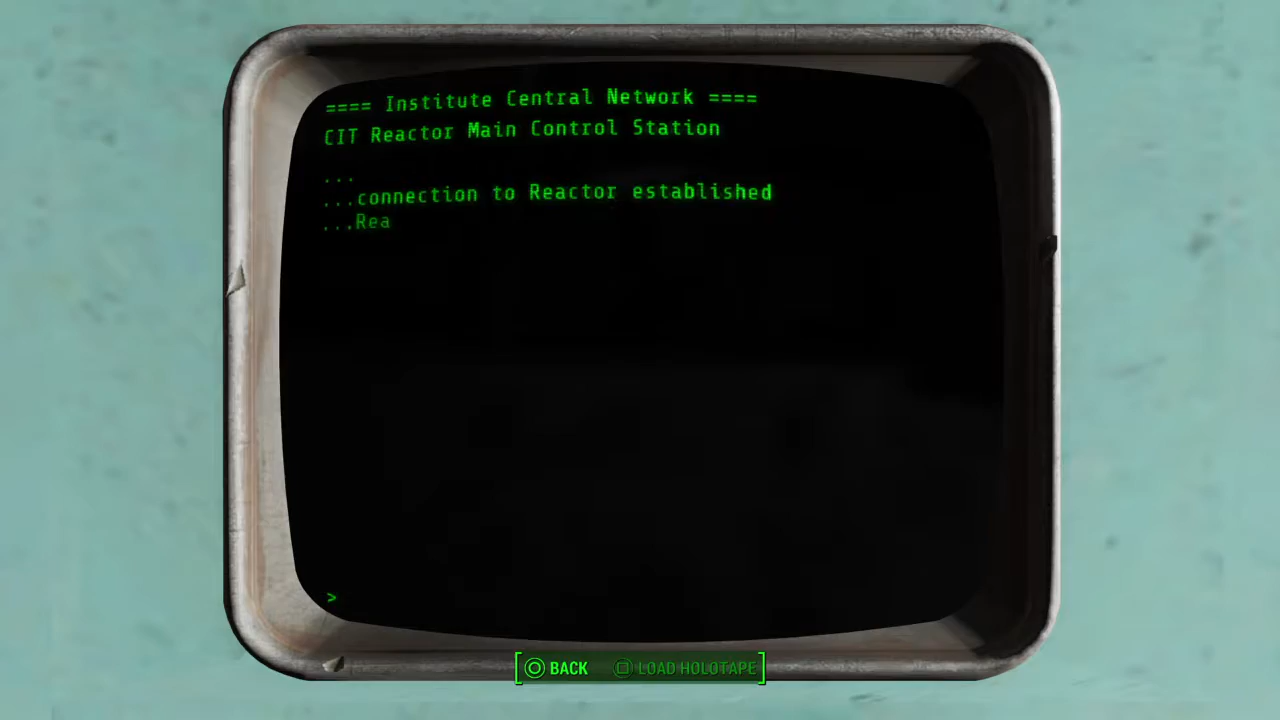 ==== Institute Central Network ====
CIT Reactor Main Control Station
...
...connection to Reactor established
...Rea
>
BACK LOAD HOLOTAPE